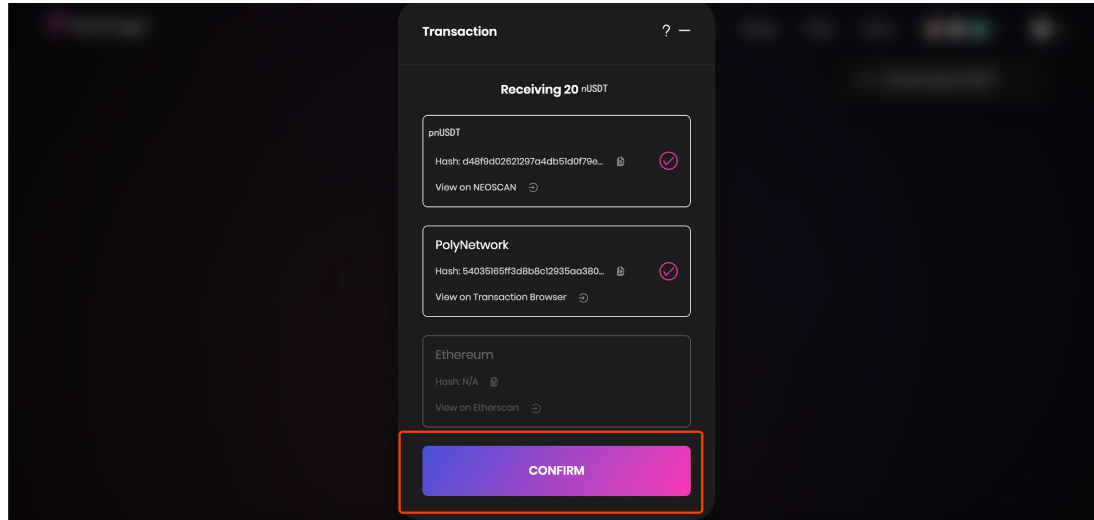 Transaction ? –
Receiving 20 nUSDT
pnUSDT
Hash: d48f9d02621297a4db51d0f79e...
View on NEOSCAN
PolyNetwork
Hash: 54035165ff3d8b8c12935aa380...
View on Transaction Browser
Ethereum
Hash: N/A
View on Etherscan
CONFIRM